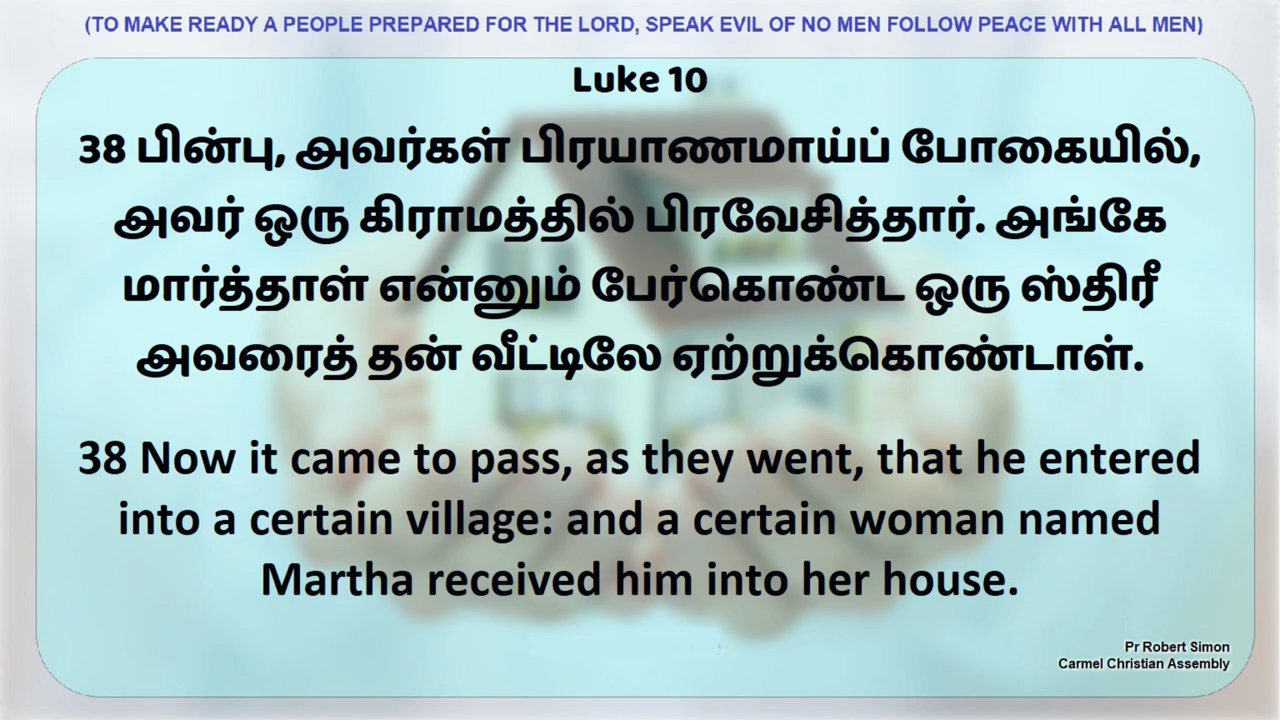 (TO MAKE READY A PEOPLE PREPARED FOR THE LORD, SPEAK EVIL OF NO MEN FOLLOW PEACE WITH ALL MEN)
Luke 10
38 பின்பு, அவர்கள் பிரயாணமாய்ப் போகையில்,
அவர் ஒரு கிராமத்தில் பிரவேசித்தார். அங்கே
மார்த்தாள் என்னும் பேர்கொண்ட ஒரு ஸ்திரீ
அவரைத் தன் வீட்டிலே ஏற்றுக்கொண்டாள்.
38 Now it came to pass, as they went, that he entered
into a certain village: and a certain woman named
Martha received him into her house.
Pr Robert Simon
Carmel Christian Assembly